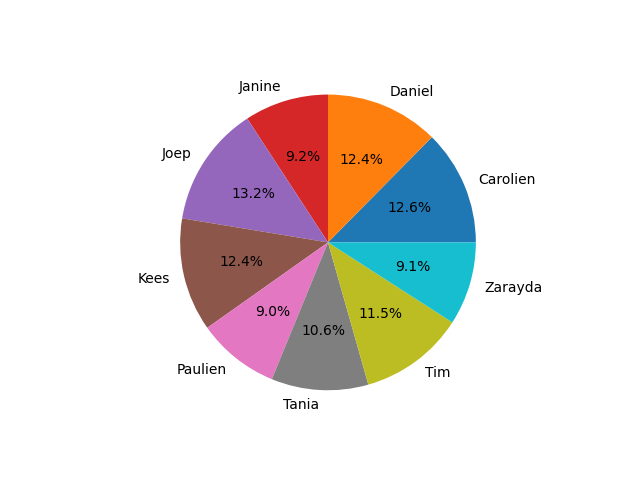 Janine
Daniel
Joep
Carolien
9.2%
12.4%
13.2%
12.6%
Kees
12.4%
9.1%
Zarayda
9.0%
11.5%
10.6%
Paulien
Tim
Tania